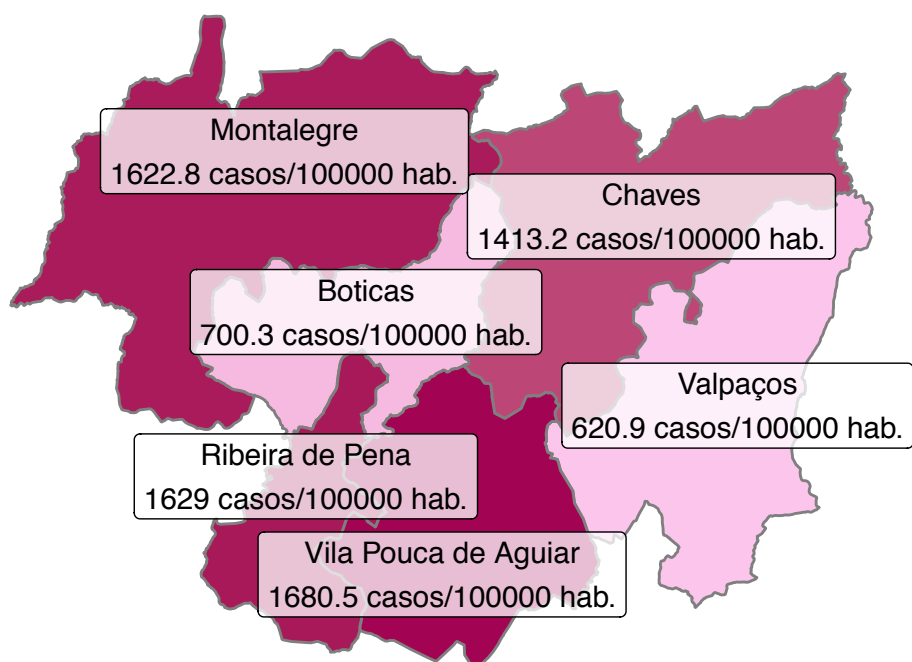 Montalegre
1622.8 casos/100000 hab.
Chaves
1413.2 casos/100000 hab.
Boticas
700.3 casos/100000 hab.
Valpaços
620.9 casos/100000 hab.
Ribeira de Pena
1629 casos/100000 hab.
Vila Pouca de Aguiar
1680.5 casos/100000 hab.